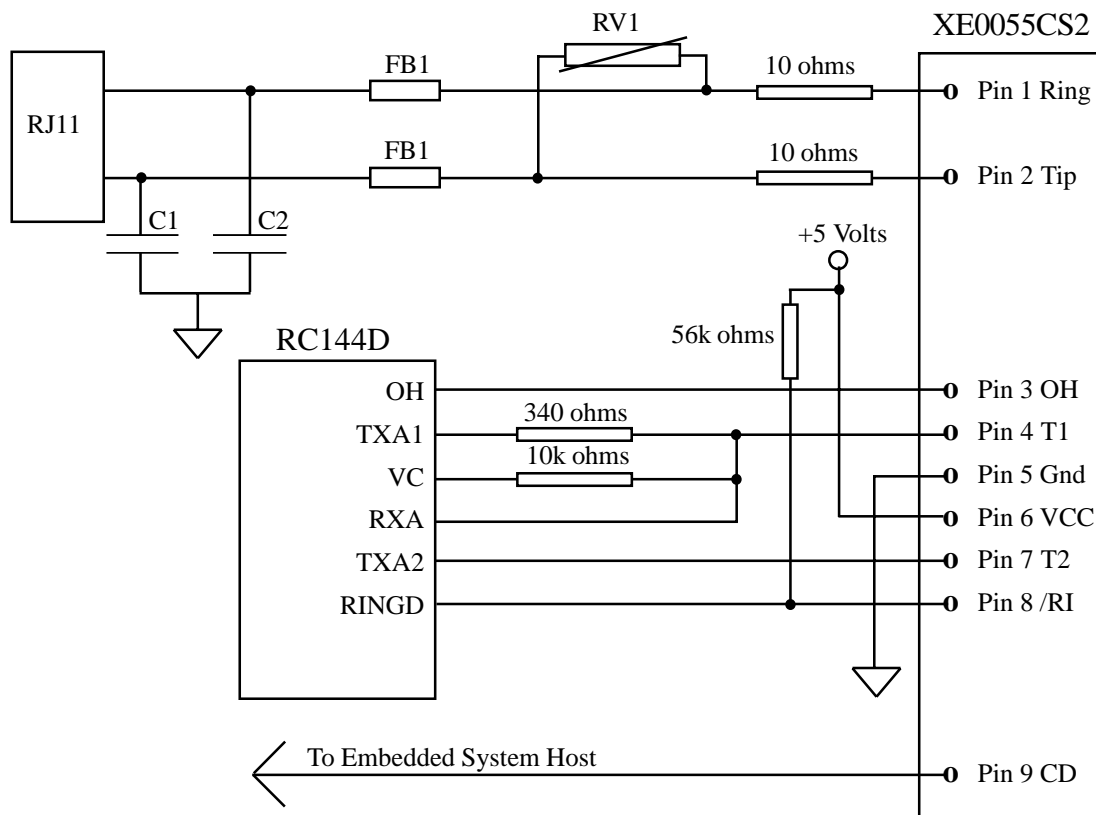 XE0055CS2
RV1
FB1
10 ohms
Pin 1 Ring
RJ11
FB1
10 ohms
Pin 2 Tip
C1
C2
+5 Volts
RC144D
56k ohms
OH
Pin 3 OH
340 ohms
TXA1
Pin 4 T1
10k ohms
VC
Pin 5 Gnd
RXA
Pin 6 VCC
TXA2
Pin 7 T2
RINGD
Pin 8 /RI
To Embedded System Host
Pin 9 CD